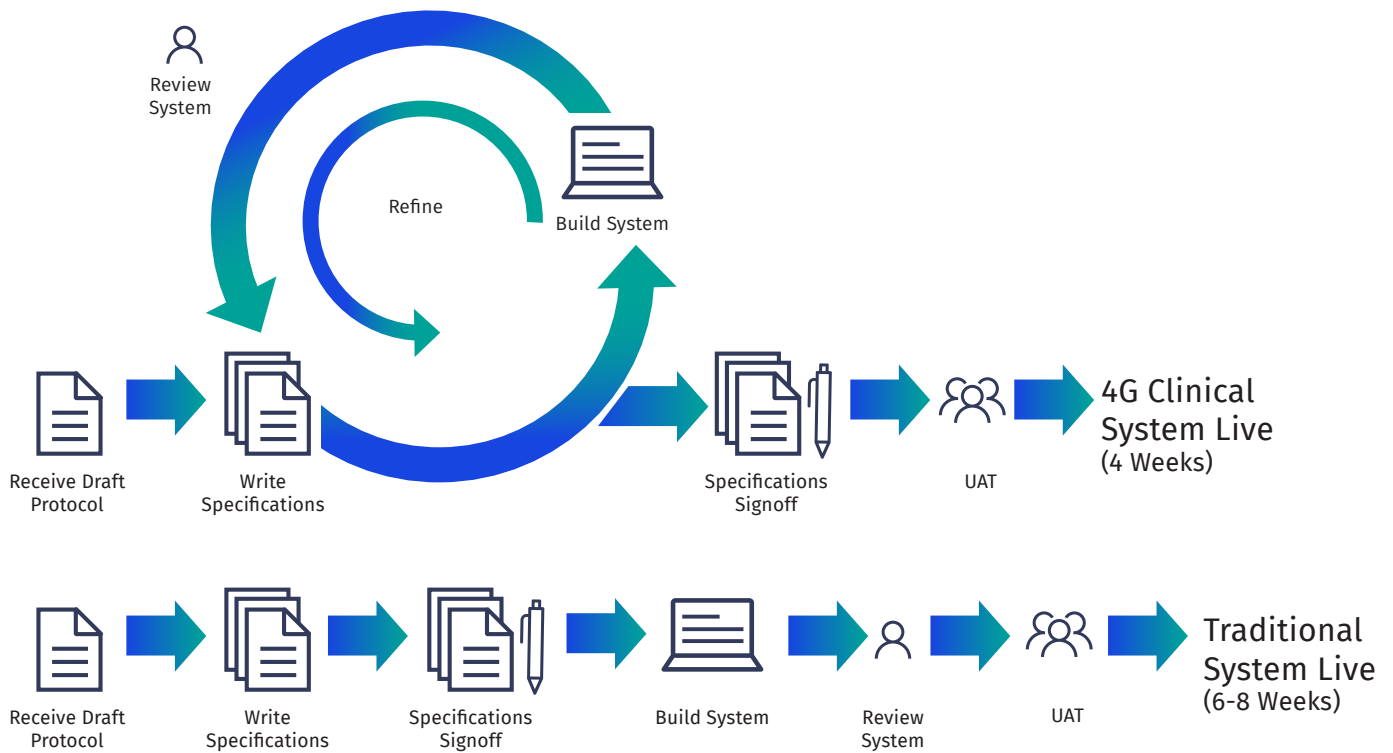 Review
System
Refine
Build System
Receive Draft
Protocol
Write
Specifications
Specifications
Signoff
UAT
4G Clinical
System Live
(4 Weeks)
Receive Draft
Protocol
Write
Specifications
Specifications
Signoff
Build System
Review
System
UAT
Traditional
System Live
(6-8 Weeks)